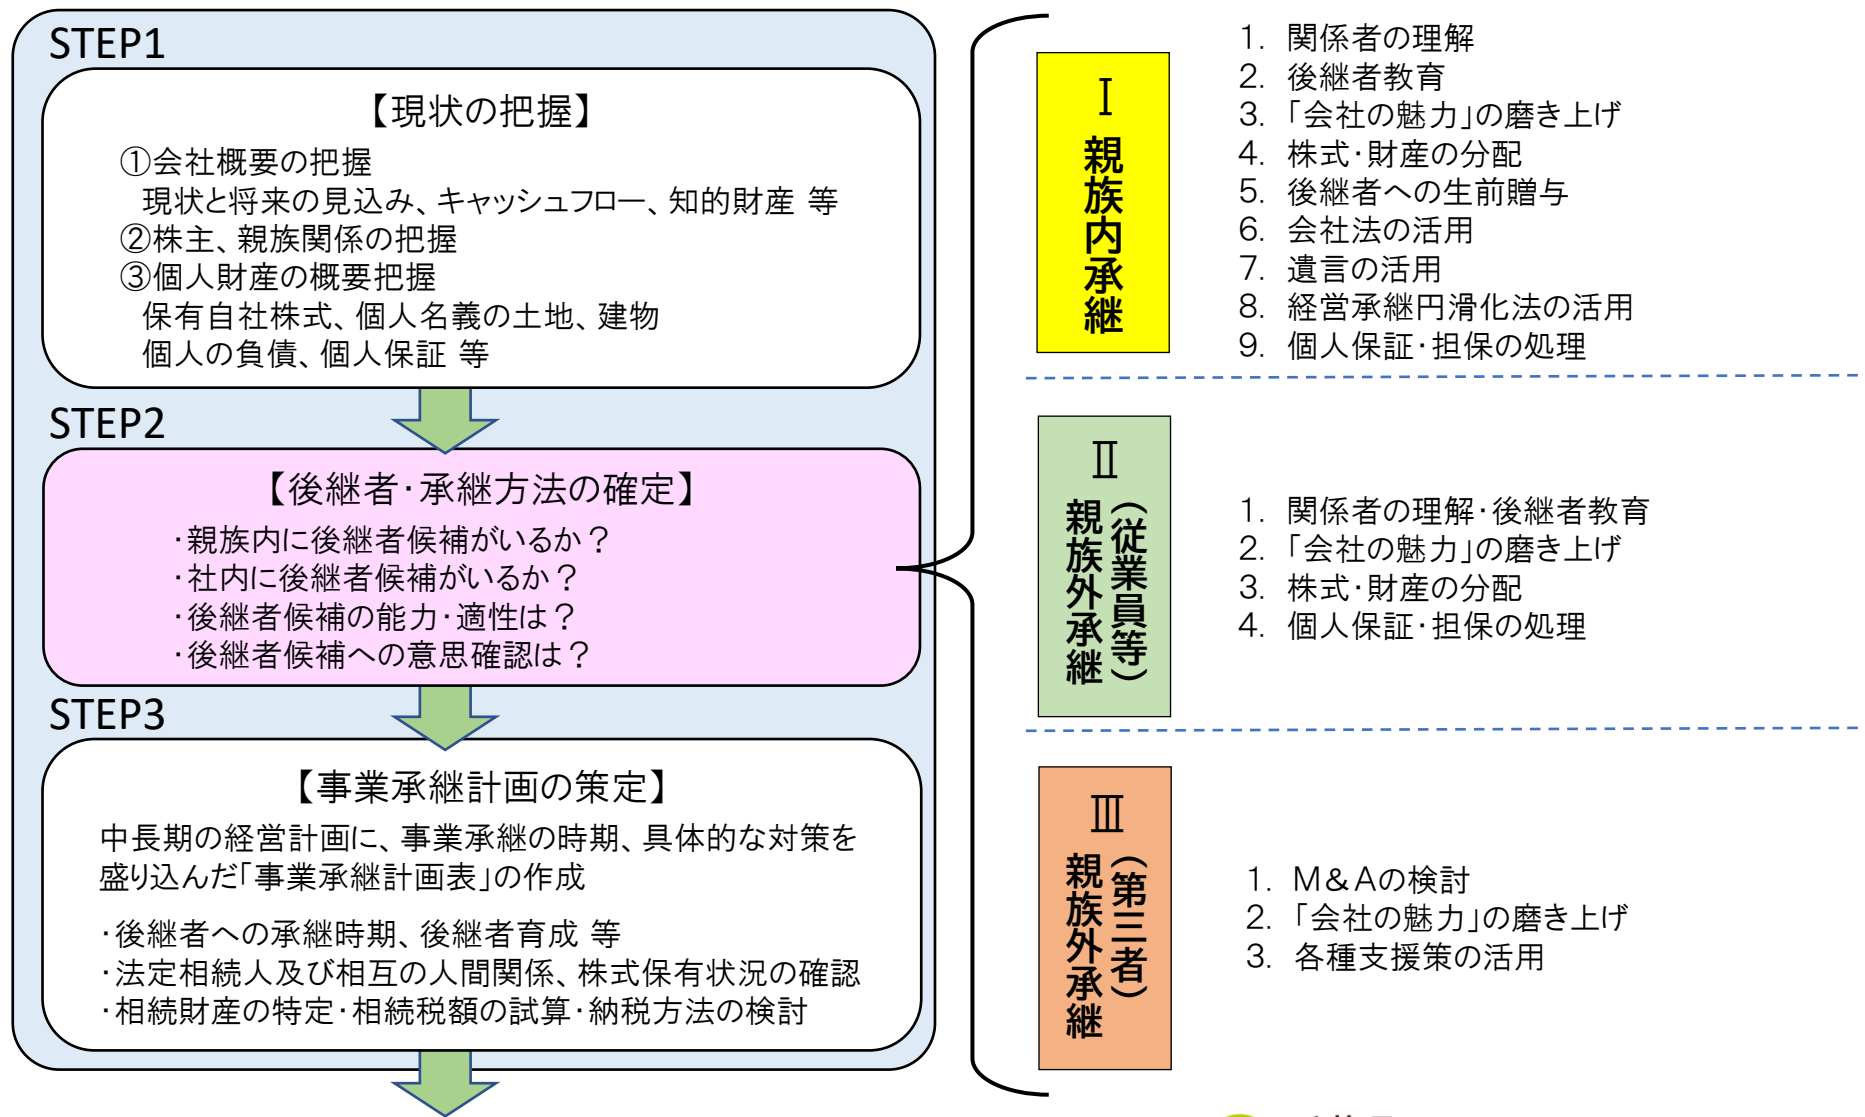 STEP1
【現状の把握】
①会社概要の把握
現状と将来の見込み、キャッシュフロー、知的財産 等
②株主、親族関係の把握
③個人財産の概要把握
保有自社株式、個人名義の土地、建物
個人の負債、個人保証 等
STEP2
【後継者・承継方法の確定】
・親族内に後継者候補がいるか？
・社内に後継者候補がいるか？
・後継者候補の能力・適性は？
・後継者候補への意思確認は？
STEP3
【事業承継計画の策定】
中長期の経営計画に、事業承継の時期、具体的な対策を
盛り込んだ「事業承継計画表」の作成
・後継者への承継時期、後継者育成 等
・法定相続人及び相互の人間関係、株式保有状況の確認
・相続財産の特定・相続税額の試算・納税方法の検討
Ⅰ
親族内承継
1. 関係者の理解
2. 後継者教育
3. 「会社の魅力」の磨き上げ
4. 株式・財産の分配
5. 後継者への生前贈与
6. 会社法の活用
7. 遺言の活用
8. 経営承継円滑化法の活用
9. 個人保証・担保の処理
Ⅱ
（従業員等）
親族外承継
1. 関係者の理解・後継者教育
2. 「会社の魅力」の磨き上げ
3. 株式・財産の分配
4. 個人保証・担保の処理
Ⅲ
（第三者）
親族外承継
1. M＆Aの検討
2. 「会社の魅力」の磨き上げ
3. 各種支援策の活用